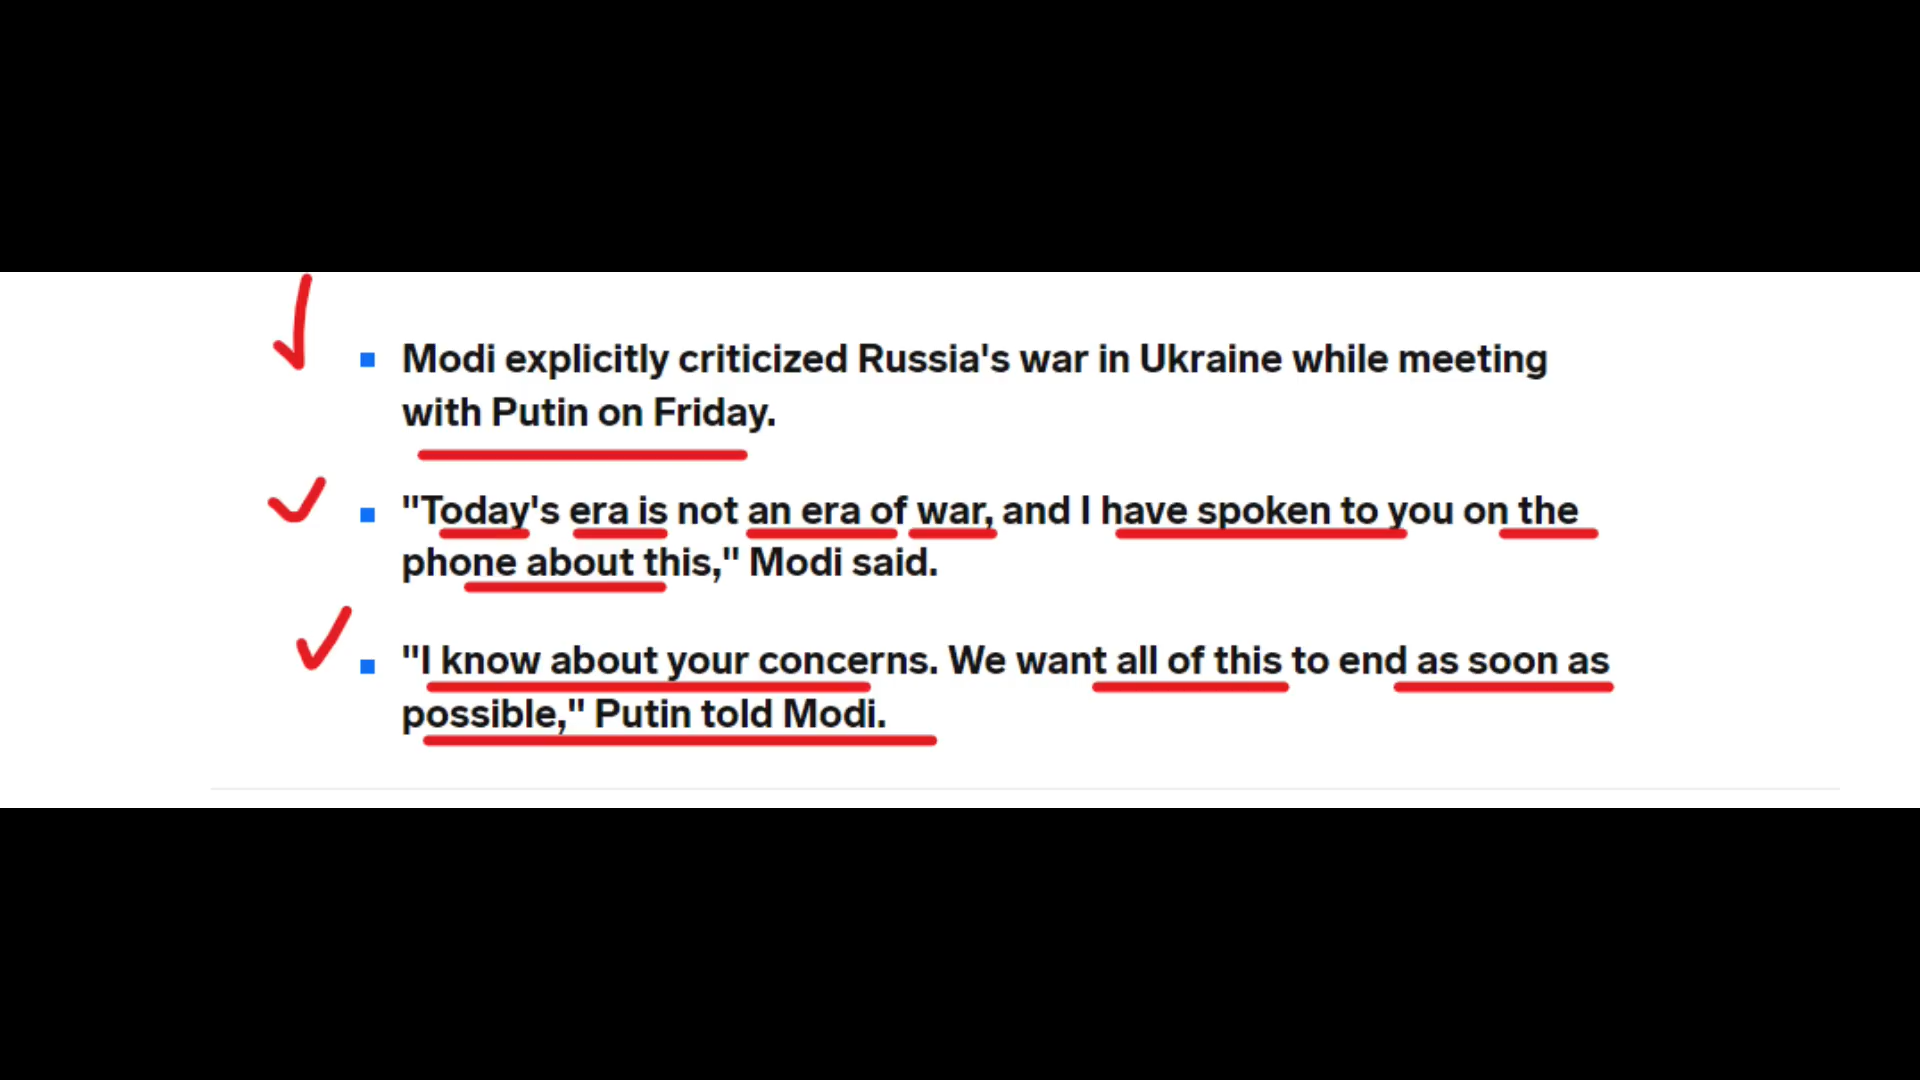 Modi explicitly criticized Russia's war in Ukraine while meeting
with Putin on Friday.
"Today's era is not an era of war, and I have spoken to you on the
phone about this," Modi said.
"I know about your concerns. We want all of this to end as soon as
possible," Putin told Modi.